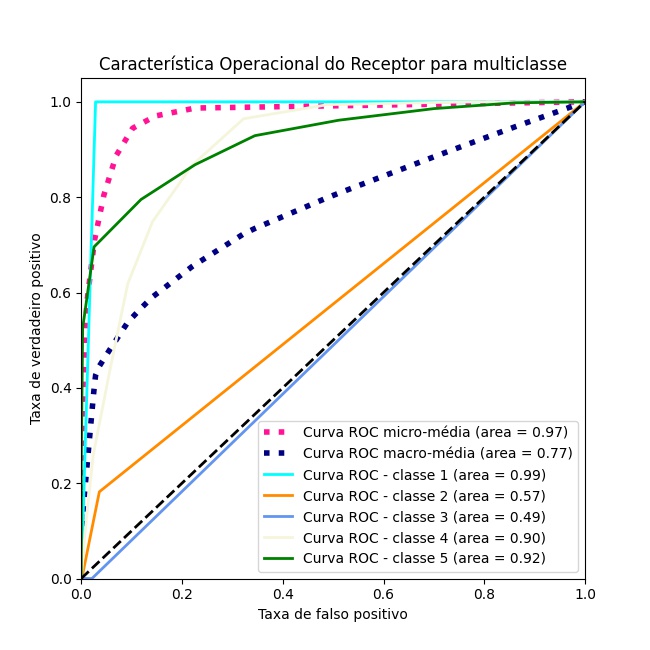 Característica Operacional do Receptor para multiclasse
1.0
0.8
0.6
0.4
0.2
0.0
Taxa de verdadeiro positivo
Curva ROC micro-média (area = 0.97)
Curva ROC macro-média (area = 0.77)
Curva ROC - classe 1 (area = 0.99)
Curva ROC - classe 2 (area = 0.57)
Curva ROC - classe 3 (area = 0.49)
Curva ROC - classe 4 (area = 0.90)
Curva ROC - classe 5 (area = 0.92)
0.0 0.2 0.4 0.6 0.8 1.0
Taxa de falso positivo